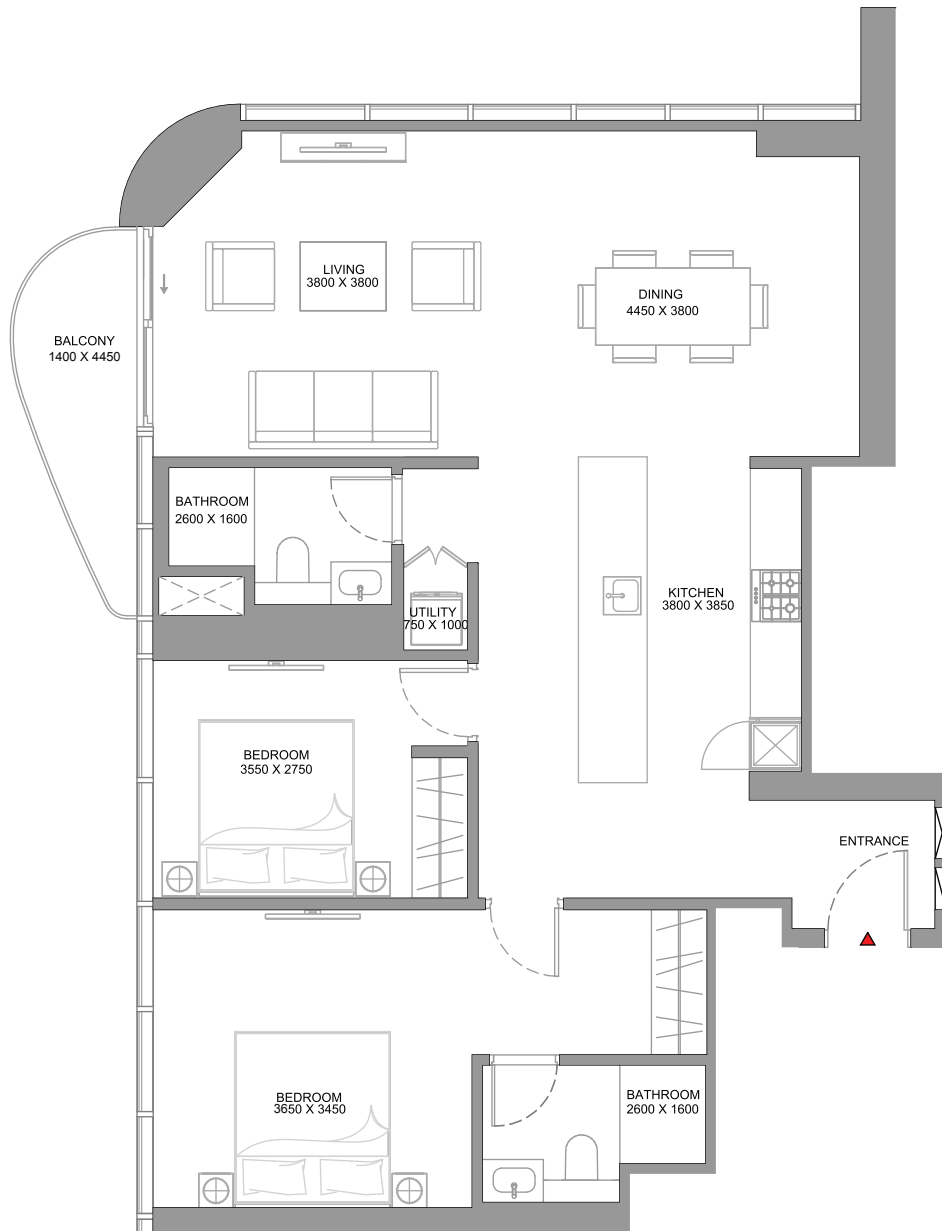 LIVING
3800 X 3800
DINING
4450 X 3800
BALCONY
1400 X 4450
BATHROOM
2600 X 1600
KITCHEN
3800 X 3850
UTILITY
750 X 1000
BEDROOM
3550 X 2750
ENTRANCE
BEDROOM
3650 X 3450
BATHROOM
2600 X 1600